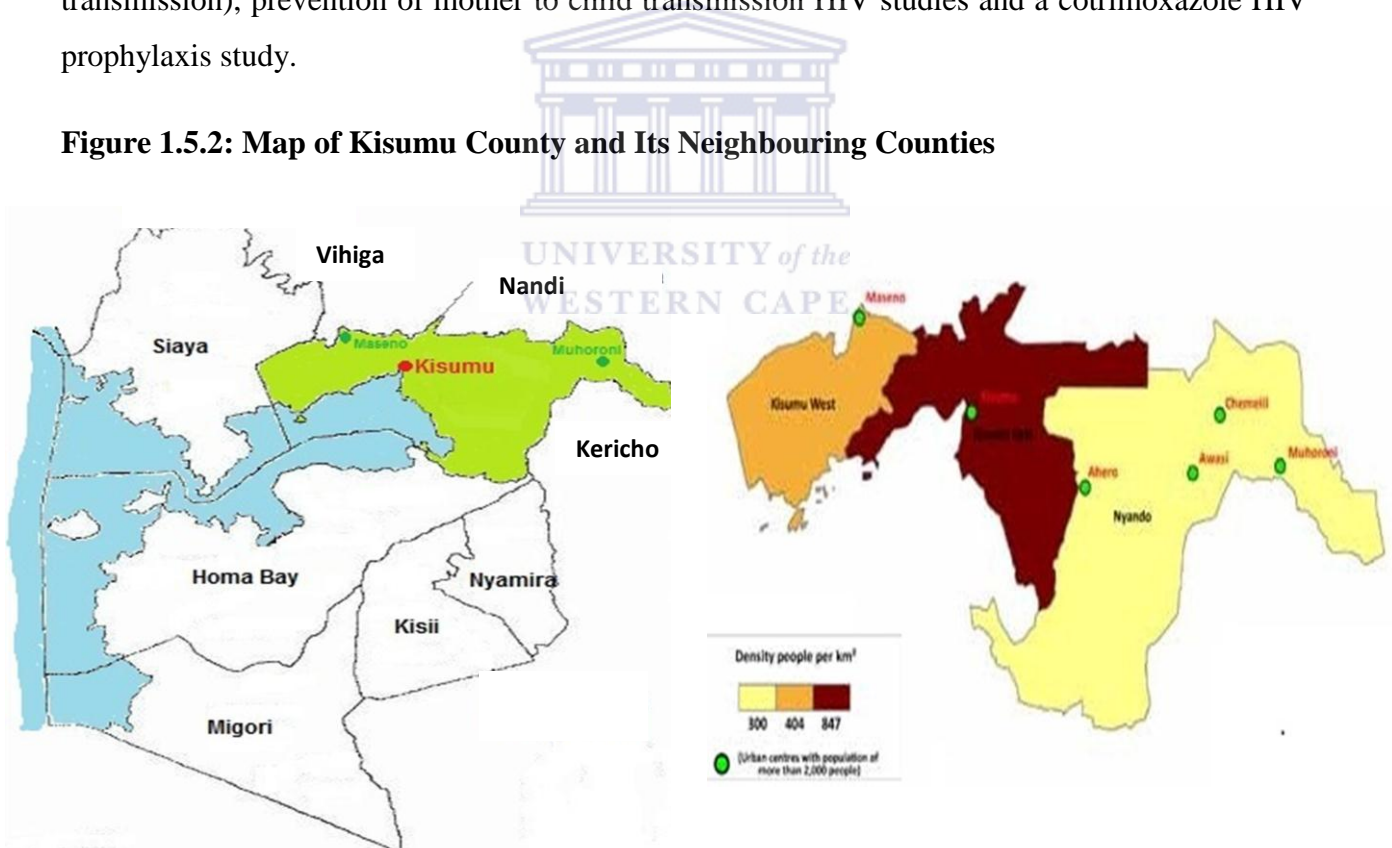 transmission), prevention of mother to child transmission HIV studies and a cotrimoxazole HIV
prophylaxis study.
Figure 1.5.2: Map of Kisumu County and Its Neighbouring Counties
UNIVERSITY of the
WESTERN CAPE
Vihiga
Nandi
Siaya
Maseno
Kisumu
Muhoroni
Kericho
Homa Bay
Nyamira
Kisii
Migori
Maseno
Kisumu West
Kisumu
Chemelil
Ahero
Awasi
Muhoroni
Nyando
Density people per km²
300 404 847
(Urban centres with population of
more than 2,000 people)